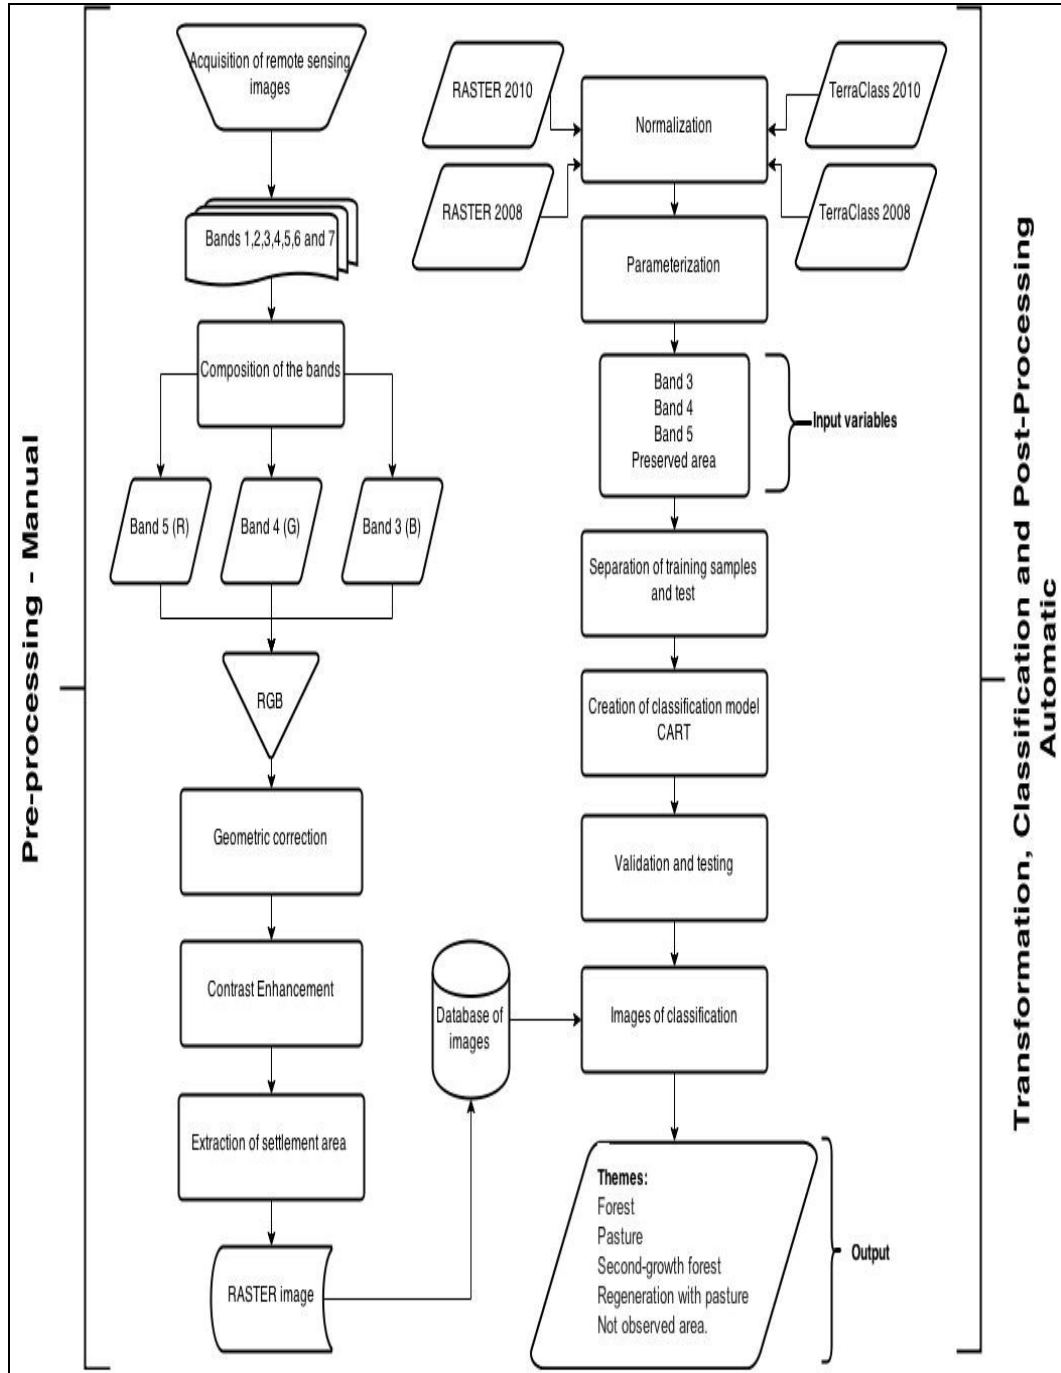 Pre-processing - Manual
Acquisition of remote sensing
images
Bands 1,2,3,4,5,6 and 7
Composition of the bands
Band 5 (R)
Band 4 (G)
Band 3 (B)
RGB
Geometric correction
Contrast Enhancement
Extraction of settlement area
RASTER image
Database of
images
RASTER 2010
RASTER 2008
Normalization
TerraClass 2010
TerraClass 2008
Parameterization
Band 3
Band 4
Band 5
Preserved area
Input variables
Separation of training samples
and test
Creation of classification model
CART
Validation and testing
Images of classification
Themes:
Forest
Pasture
Second-growth forest
Regeneration with pasture
Not observed area.
Output
Transformation, Classification and Post-Processing
Automatic